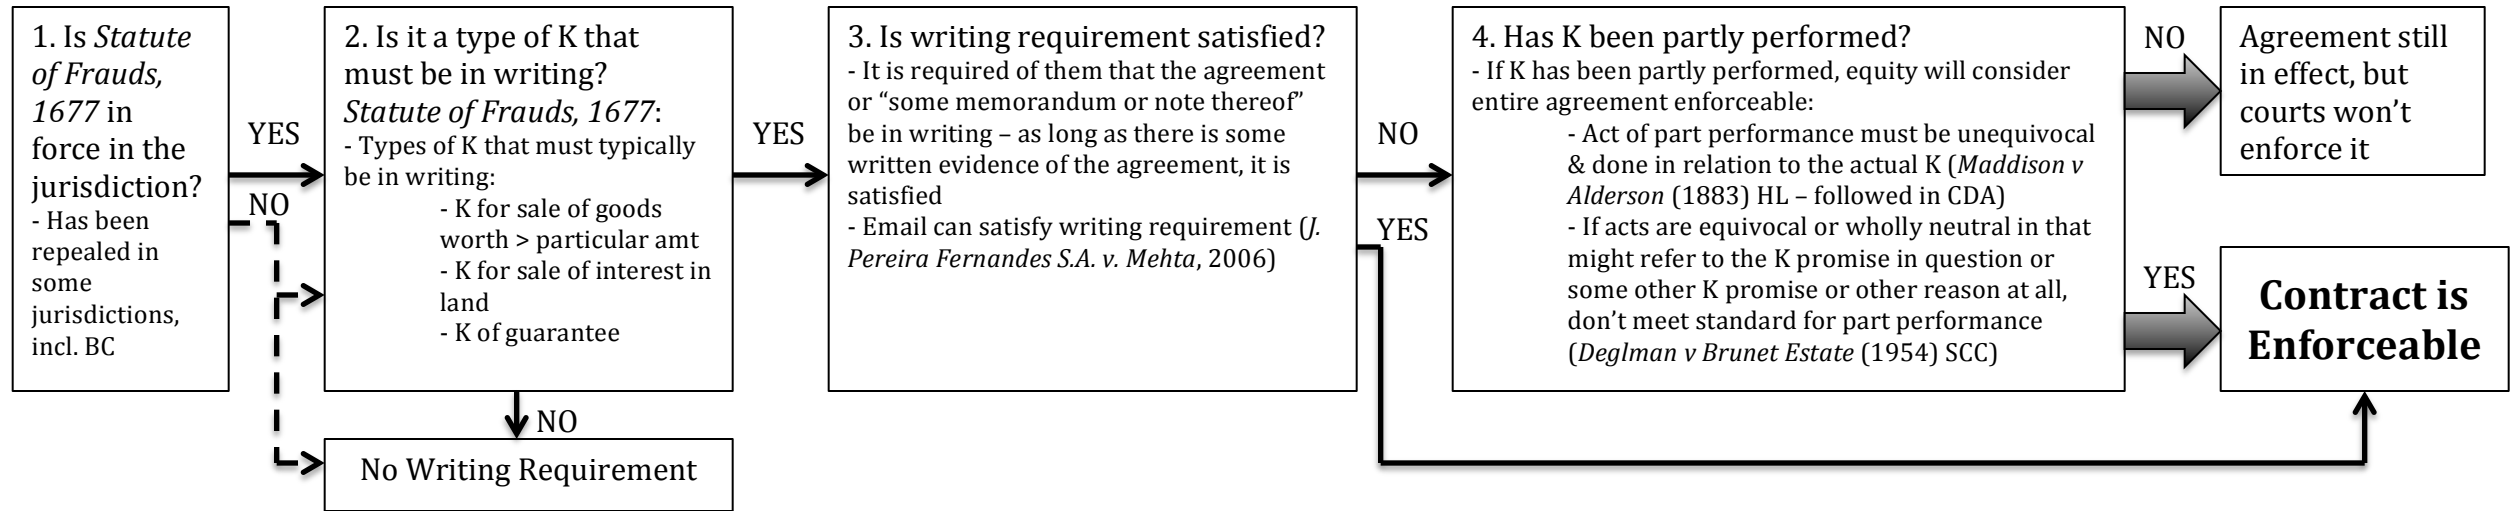 1. Is Statute
of Frauds,
1677 in
force in the
jurisdiction?
- Has been
repealed in
some
jurisdictions,
incl. BC
YES
NO
2. Is it a type of K that
must be in writing?
Statute of Frauds, 1677:
- Types of K that must typically
be in writing:
- K for sale of goods
worth > particular amt
- K for sale of interest in
land
- K of guarantee
NO
No Writing Requirement
YES
3. Is writing requirement satisfied?
- It is required of them that the agreement
or “some memorandum or note thereof”
be in writing – as long as there is some
written evidence of the agreement, it is
satisfied
- Email can satisfy writing requirement (J.
Pereira Fernandes S.A. v. Mehta, 2006)
NO
YES
4. Has K been partly performed?
- If K has been partly performed, equity will consider
entire agreement enforceable:
- Act of part performance must be unequivocal
& done in relation to the actual K (Maddison v
Alderson (1883) HL – followed in CDA)
- If acts are equivocal or wholly neutral in that
might refer to the K promise in question or
some other K promise or other reason at all,
don’t meet standard for part performance
(Deglman v Brunet Estate (1954) SCC)
NO
Agreement still
in effect, but
courts won’t
enforce it
YES
Contract is
Enforceable